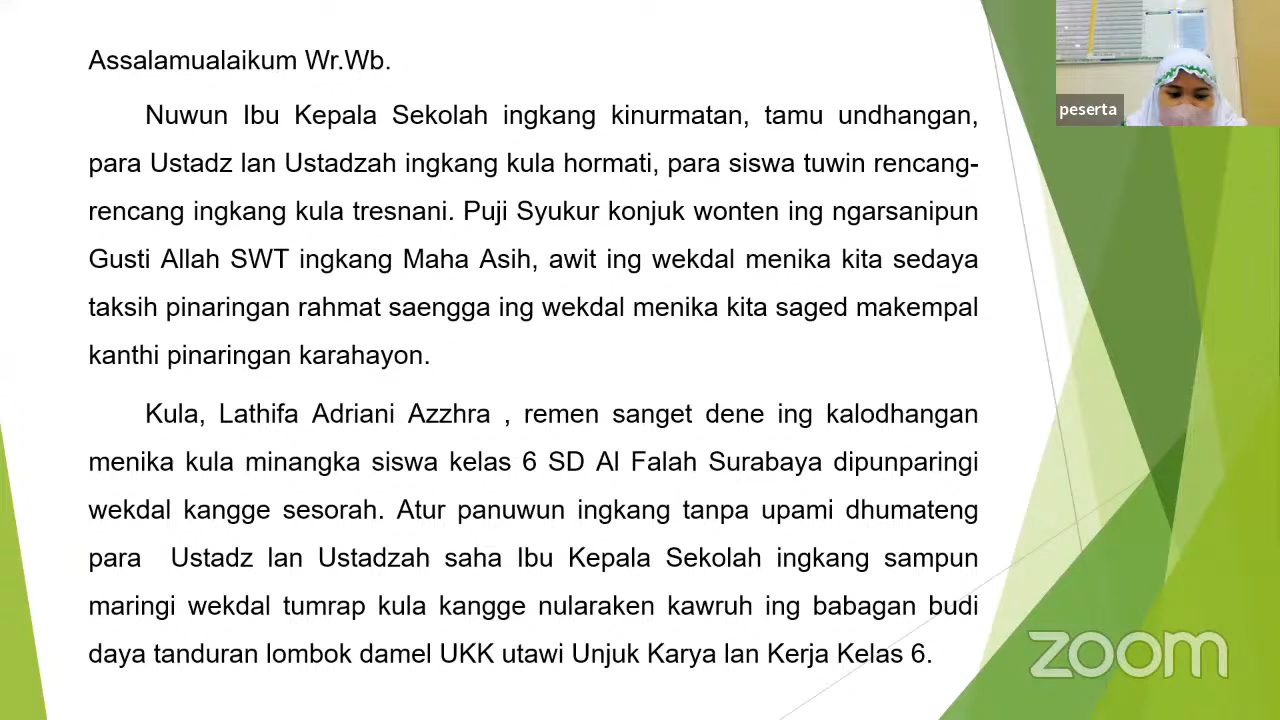 Assalamualaikum Wr.Wb.
Nuwun Ibu Kepala Sekolah ingkang kinurmatan, tamu undhangan,
para Ustadz lan Ustadzah ingkang kula hormati, para siswa tuwin rencang-
rencang ingkang kula tresnani. Puji Syukur konjuk wonten ing ngarsanipun
Gusti Allah SWT ingkang Maha Asih, awit ing wekdal menika kita sedaya
taksih pinaringan rahmat saengga ing wekdal menika kita saged makempal
kanthi pinaringan karahayon.
Kula, Lathifa Adriani Azzhra , remen sanget dene ing kalodhangan
menika kula minangka siswa kelas 6 SD Al Falah Surabaya dipunparingi
wekdal kangge sesorah. Atur panuwun ingkang tanpa upami dhumateng
para  Ustadz lan Ustadzah saha Ibu Kepala Sekolah ingkang sampun
maringi wekdal tumrap kula kangge nularaken kawruh ing babagan budi
daya tanduran lombok damel UKK utawi Unjuk Karya lan Kerja Kelas 6.
peserta
zoom